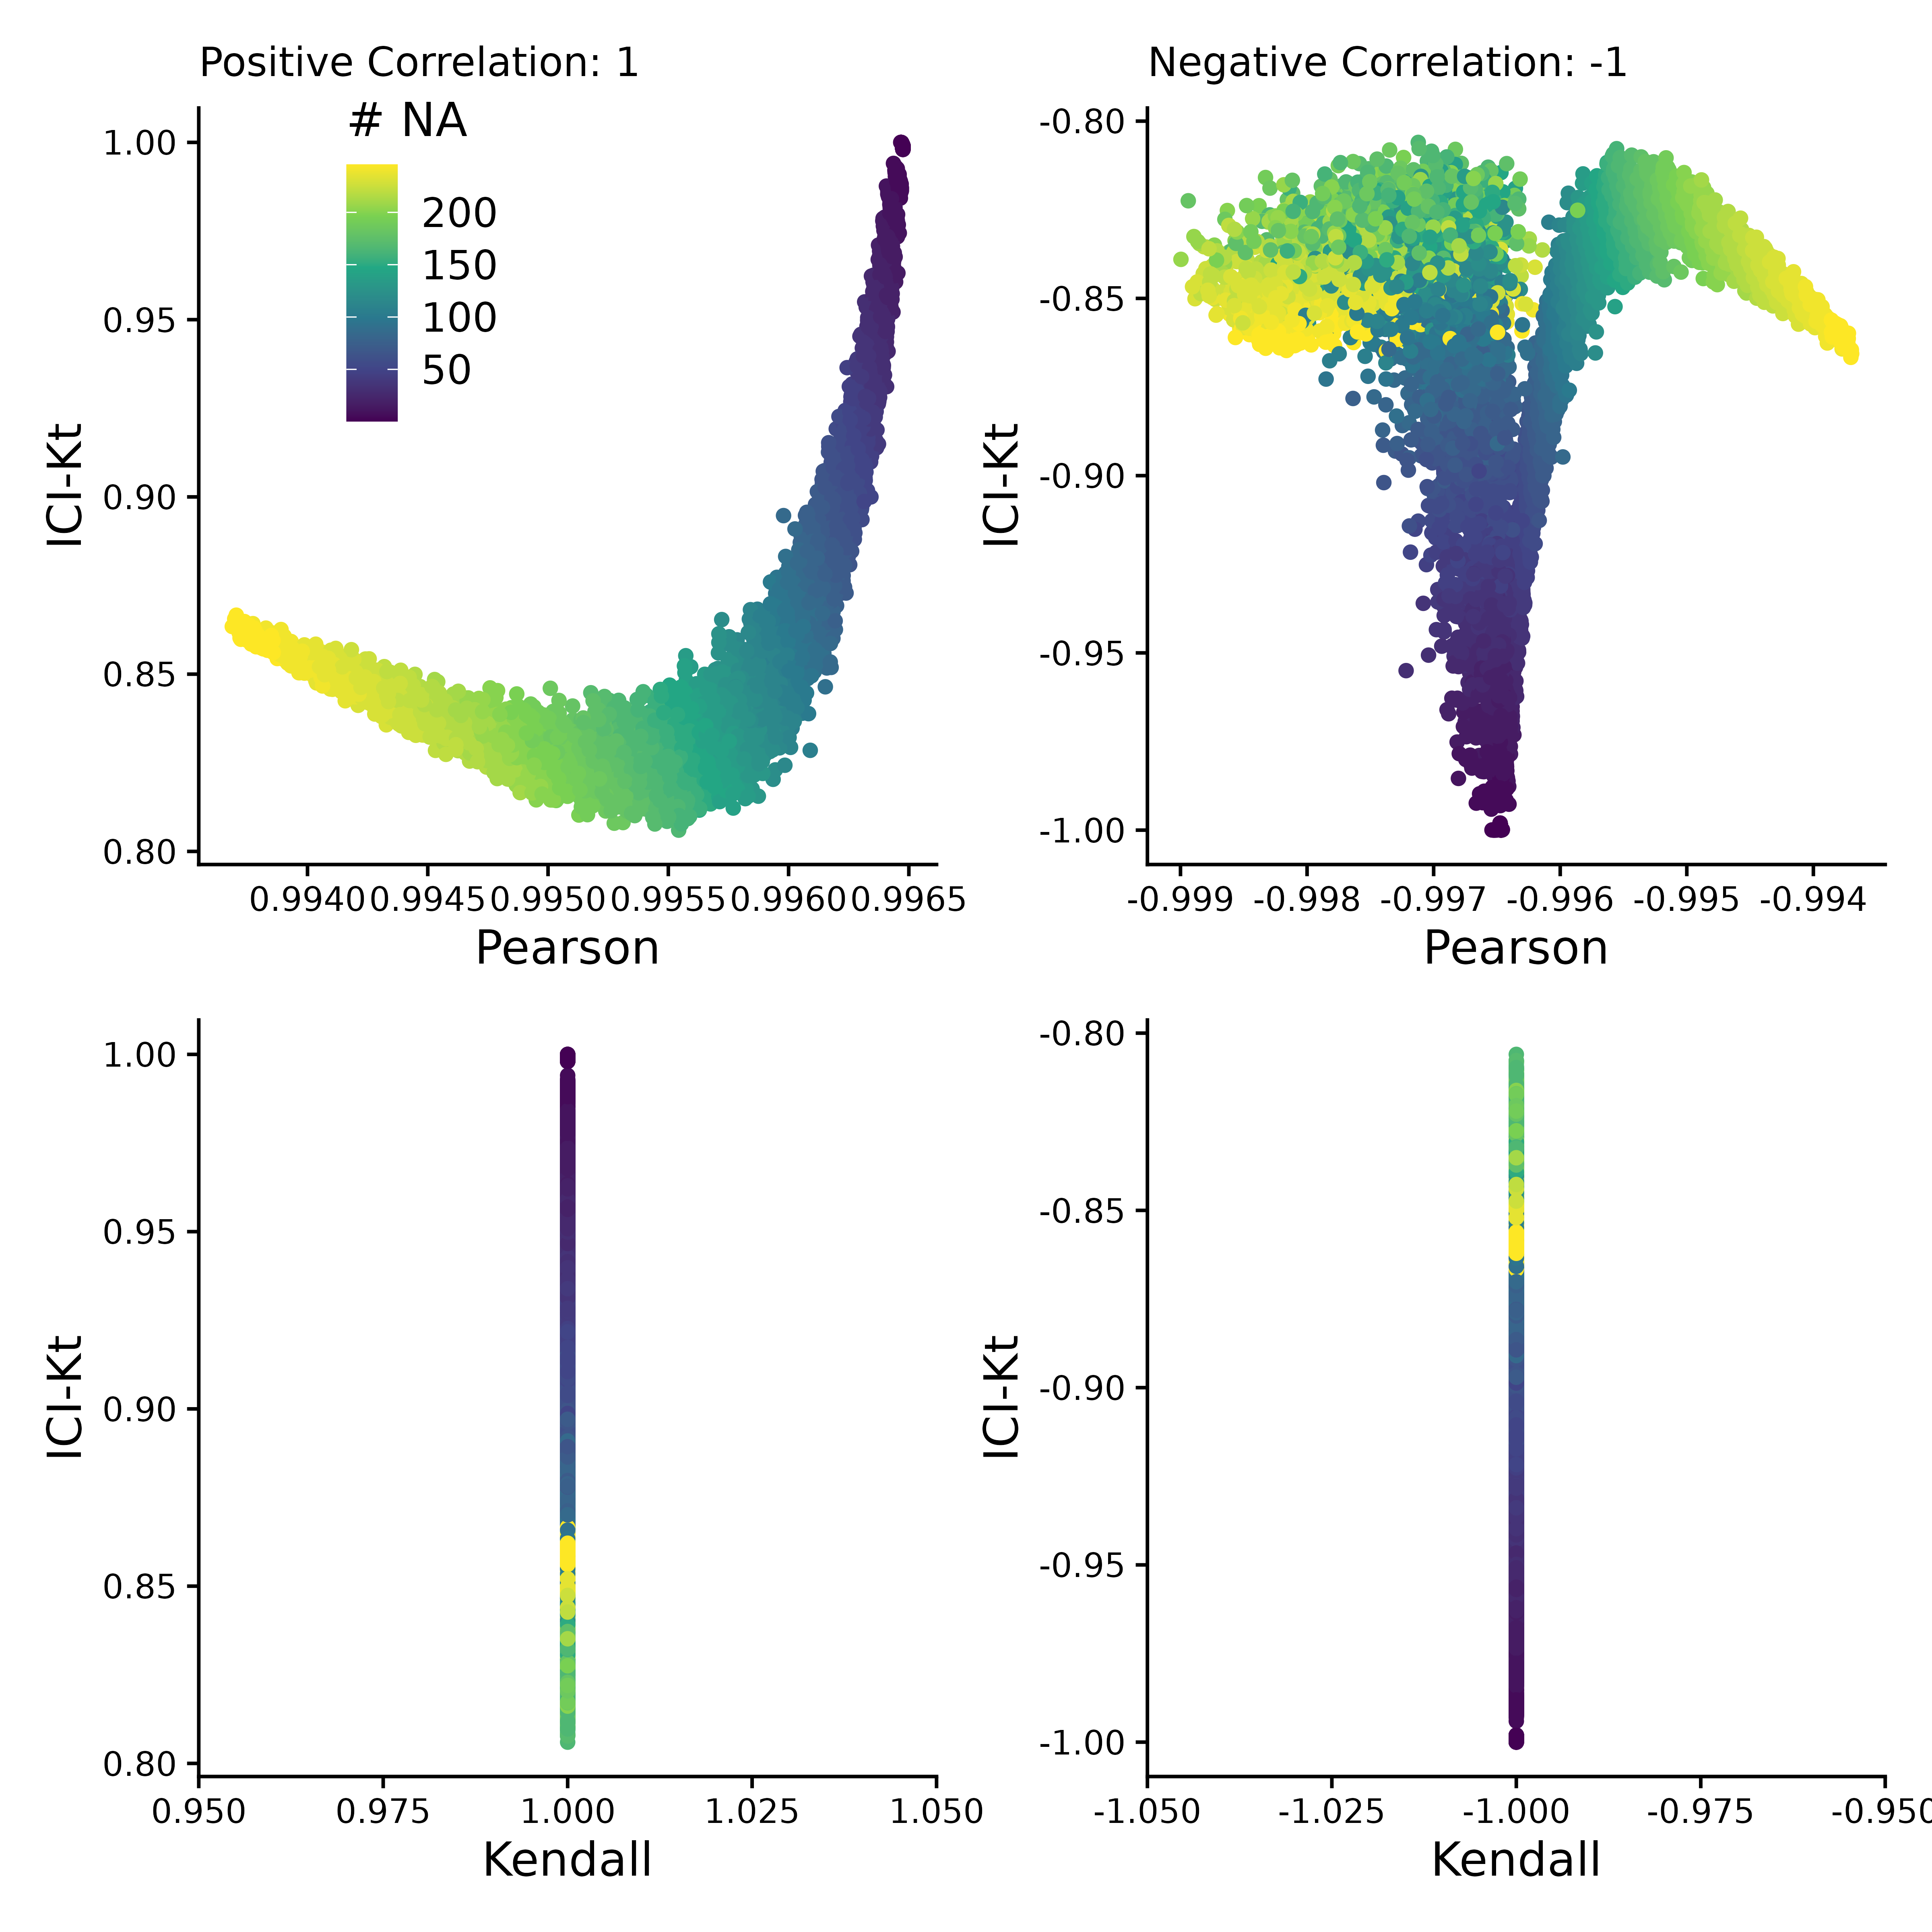 Positive Correlation: 1
# NA
200
150
100
50
1.00
0.95
0.90
0.85
0.80
ICI-Kt
0.9940 0.9945 0.9950 0.9955 0.9960 0.9965
Pearson
Negative Correlation: -1
-0.80
-0.85
-0.90
-0.95
-1.00
ICI-Kt
-0.999 -0.998 -0.997 -0.996 -0.995 -0.994
Pearson
1.00
0.95
0.90
0.85
0.80
ICI-Kt
0.950 0.975 1.000 1.025 1.050
Kendall
-0.80
-0.85
-0.90
-0.95
-1.00
ICI-Kt
-1.050 -1.025 -1.000 -0.975 -0.950
Kendall